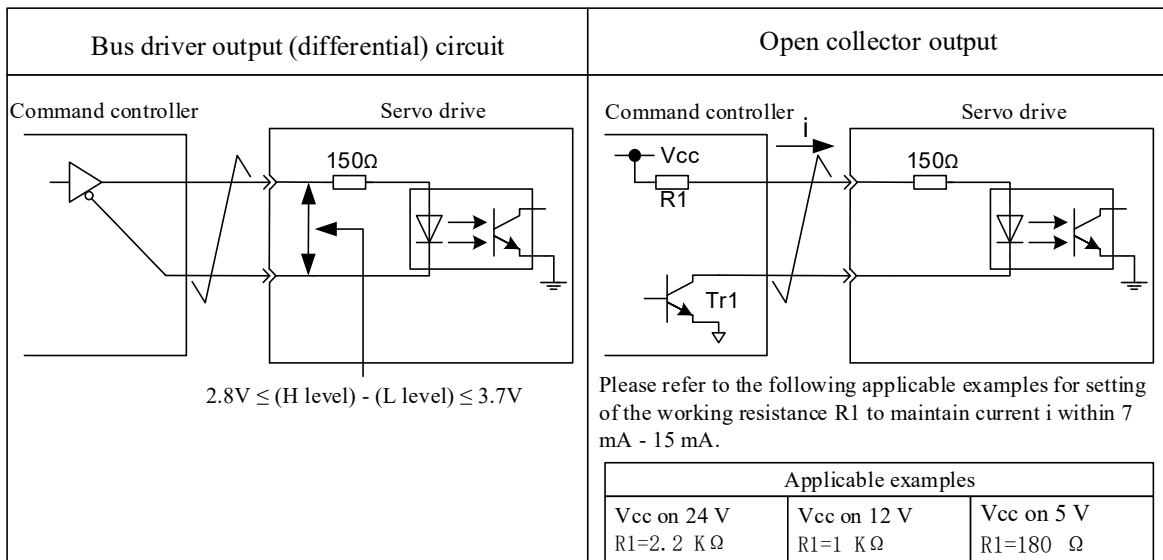 Bus driver output (differential) circuit
Open collector output
Command controller
Servo drive
150Ω
2.8V ≤ (H level) - (L level) ≤ 3.7V
Command controller
i
Servo drive
Vcc
R1
150Ω
Tr1
Please refer to the following applicable examples for setting
of the working resistance R1 to maintain current i within 7
mA - 15 mA.
Applicable examples
Vcc on 24 V
R1=2.2 KΩ
Vcc on 12 V
R1=1 KΩ
Vcc on 5 V
R1=180 Ω